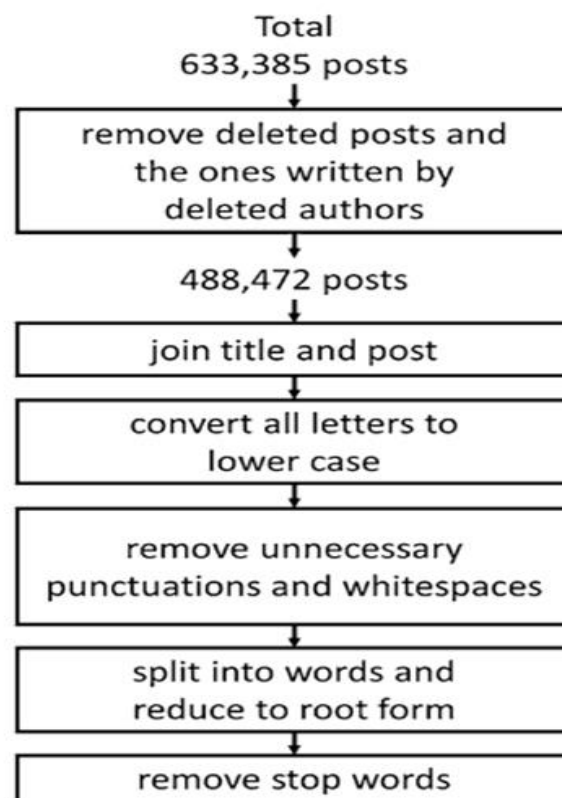 Total
633,385 posts
remove deleted posts and
the ones written by
deleted authors
488,472 posts
join title and post
convert all letters to
lower case
remove unnecessary
punctuations and whitespaces
split into words and
reduce to root form
remove stop words